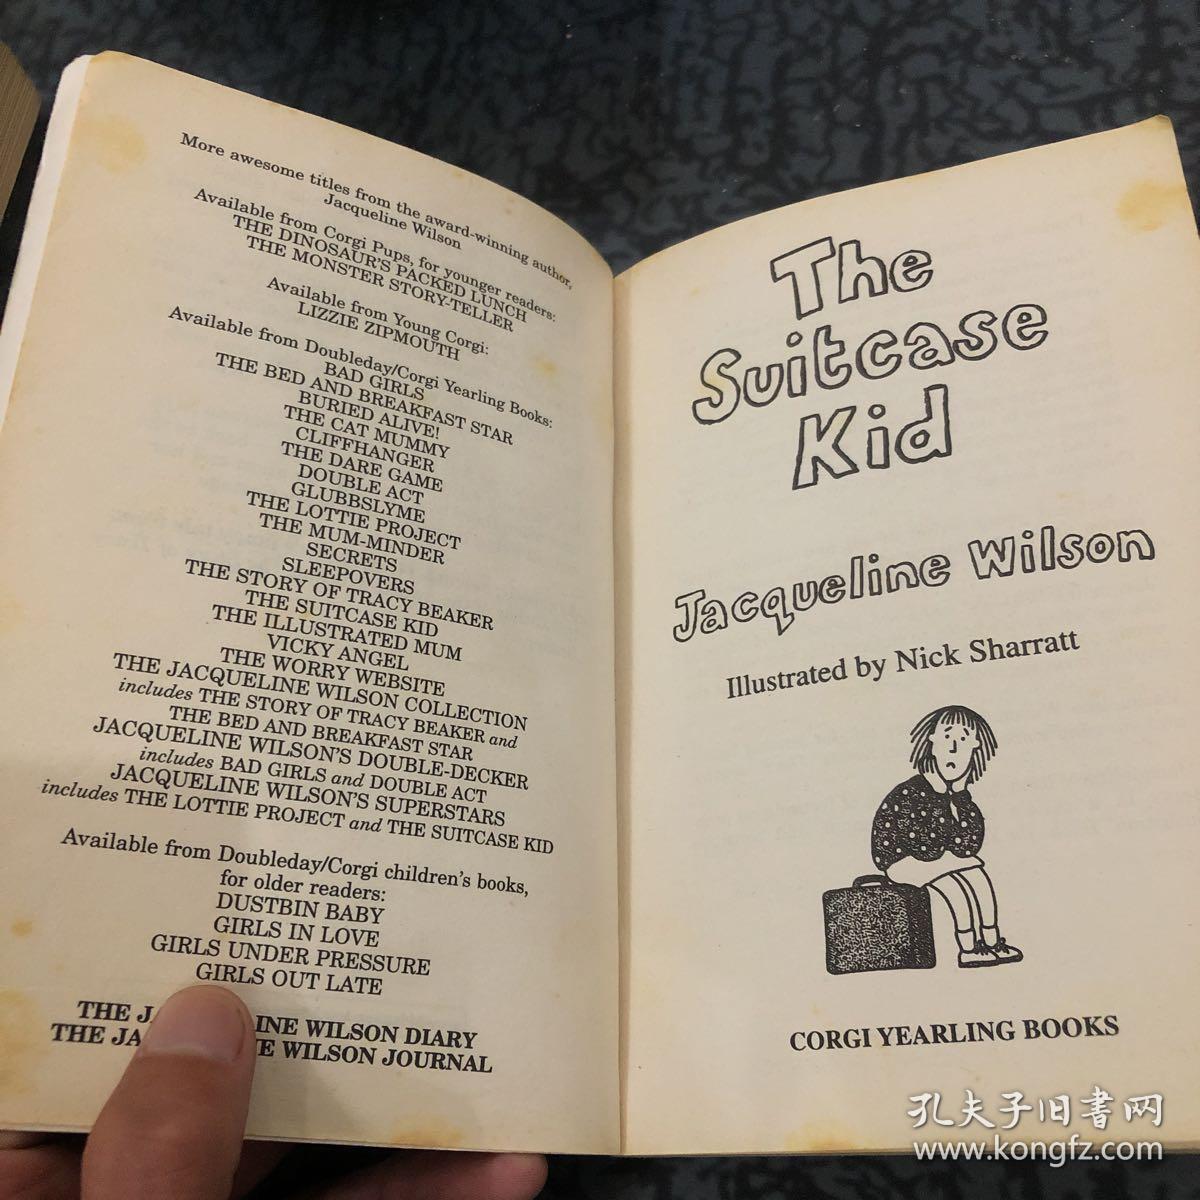 More awesome titles from the award-winning author,
Jacqueline Wilson
Available from Corgi Pups, for younger readers:
THE DINOSAUR'S PACKED LUNCH
THE MONSTER STORY-TELLER
Available from Young Corgi:
LIZZIE ZIPMOUTH
Available from Doubleday/Corgi Yearling Books:
BAD GIRLS
THE BED AND BREAKFAST STAR
BURIED ALIVE!
THE CAT MUMMY
CLIFFHANGER
THE DARE GAME
DOUBLE ACT
GLUBBSLYME
THE LOTTIE PROJECT
THE MUM-MINDER
SECRETS
SLEEPOVERS
THE STORY OF TRACY BEAKER
THE SUITCASE KID
THE ILLUSTRATED MUM
VICKY ANGEL
THE WORRY WEBSITE
THE JACQUELINE WILSON COLLECTION
includes THE STORY OF TRACY BEAKER and
THE BED AND BREAKFAST STAR
JACQUELINE WILSON'S DOUBLE-DECKER
includes BAD GIRLS and DOUBLE ACT
JACQUELINE WILSON'S SUPERSTARS
includes THE LOTTIE PROJECT and THE SUITCASE KID
Available from Doubleday/Corgi children's books,
for older readers:
DUSTBIN BABY
GIRLS IN LOVE
GIRLS UNDER PRESSURE
GIRLS OUT LATE
THE WILSON DIARY
THE WILSON JOURNAL
The
Suitcase
Kid
Jacqueline Wilson
Illustrated by Nick Sharratt
CORGI YEARLING BOOKS
孔夫子旧书网
www.kongfz.com